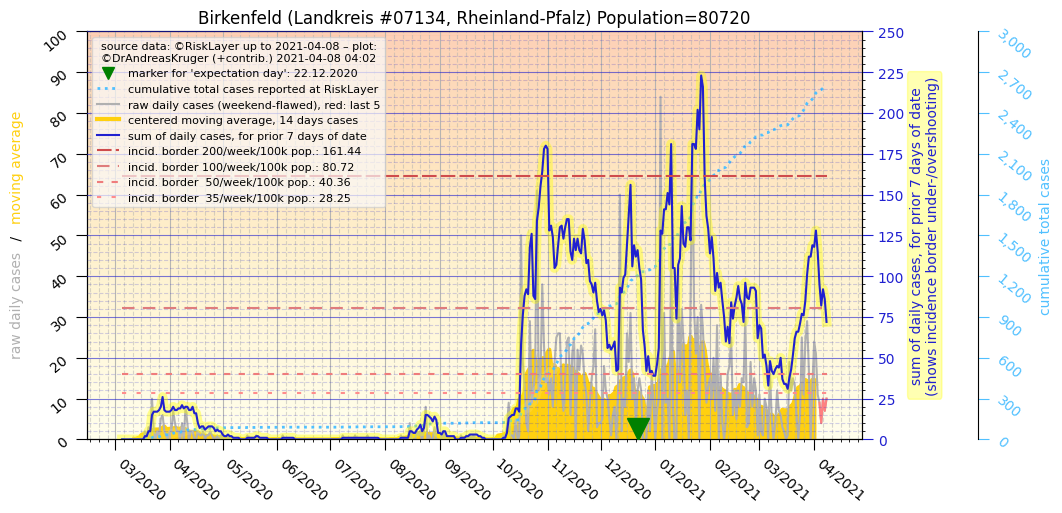 Birkenfeld (Landkreis #07134, Rheinland-Pfalz) Population=80720
source data: ©RiskLayer up to 2021-04-08 – plot:
©DrAndreasKruger (+contrib.) 2021-04-08 04:02
marker for 'expectation day': 22.12.2020
cumulative total cases reported at RiskLayer
raw daily cases (weekend-flawed), red: last 5
centered moving average, 14 days cases
sum of daily cases, for prior 7 days of date
incid. border 200/week/100k pop.: 161.44
incid. border 100/week/100k pop.: 80.72
incid. border  50/week/100k pop.: 40.36
incid. border  35/week/100k pop.: 28.25
raw daily cases / moving average
100
90
80
70
60
50
40
30
20
10
0
03/2020
04/2020
05/2020
06/2020
07/2020
08/2020
09/2020
10/2020
11/2020
12/2020
01/2021
02/2021
03/2021
04/2021
250
225
200
175
150
125
100
75
50
25
0
sum of daily cases, for prior 7 days of date
(shows incidence border under-/overshooting)
3,000
2,700
2,400
2,100
1,800
1,500
1,200
900
600
300
0
cumulative total cases